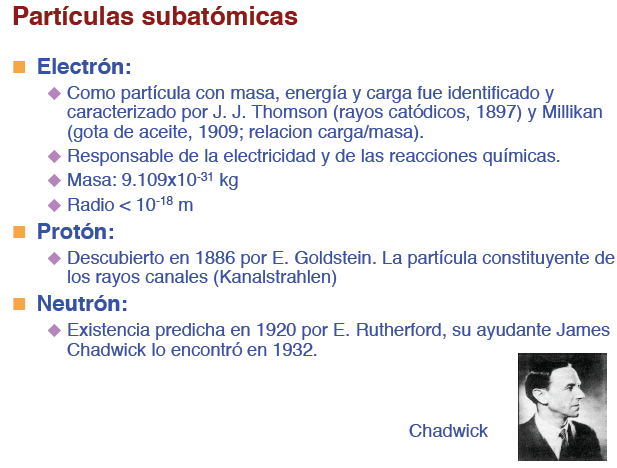 Partículas subatómicas
Electrón:
Como partícula con masa, energía y carga fue identificado y
caracterizado por J. J. Thomson (rayos catódicos, 1897) y Millikan
(gota de aceite, 1909; relacion carga/masa).
Responsable de la electricidad y de las reacciones químicas.
Masa: 9.109x10⁻³¹ kg
Radio < 10⁻¹⁸ m
Protón:
Descubierto en 1886 por E. Goldstein. La partícula constituyente de
los rayos canales (Kanalstrahlen)
Neutrón:
Existencia predicha en 1920 por E. Rutherford, su ayudante James
Chadwick lo encontró en 1932.
Chadwick